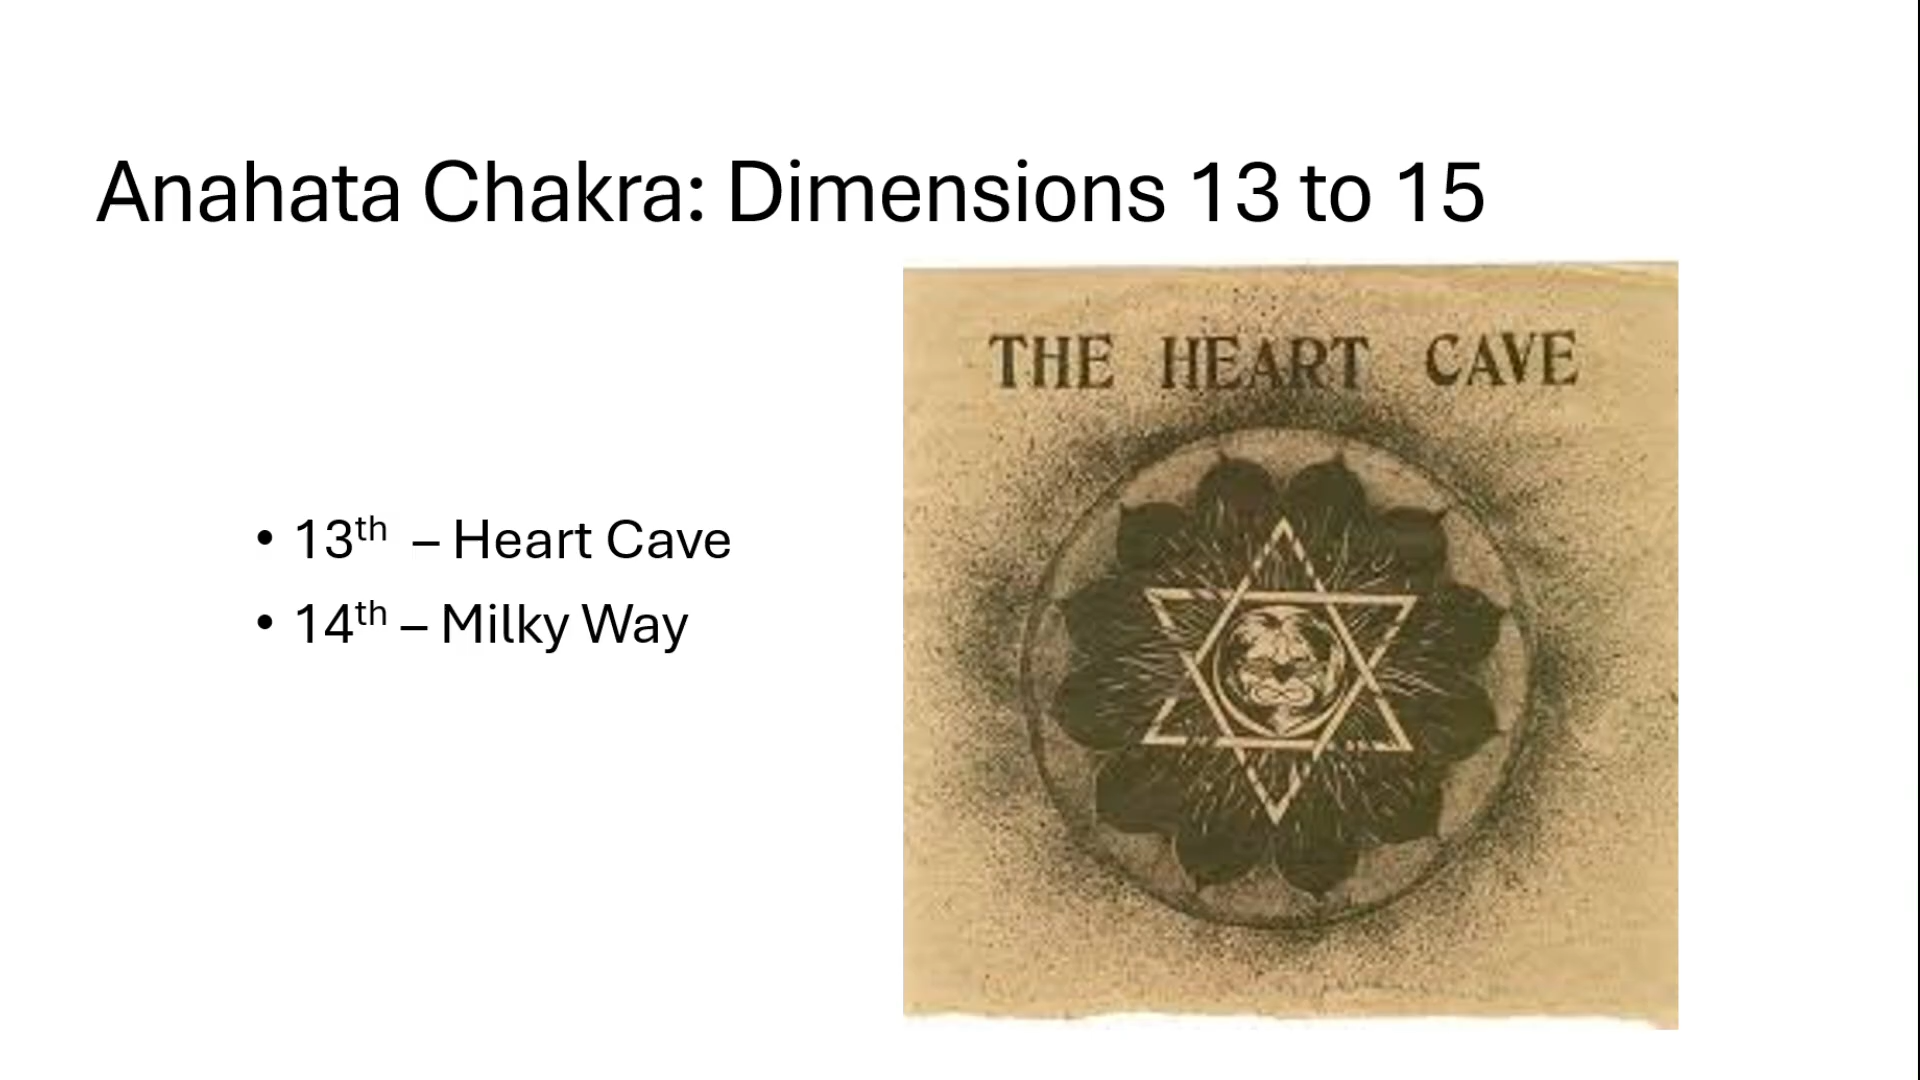 Anahata Chakra: Dimensions 13 to 15
THE HEART CAVE
• 13th – Heart Cave
• 14th – Milky Way